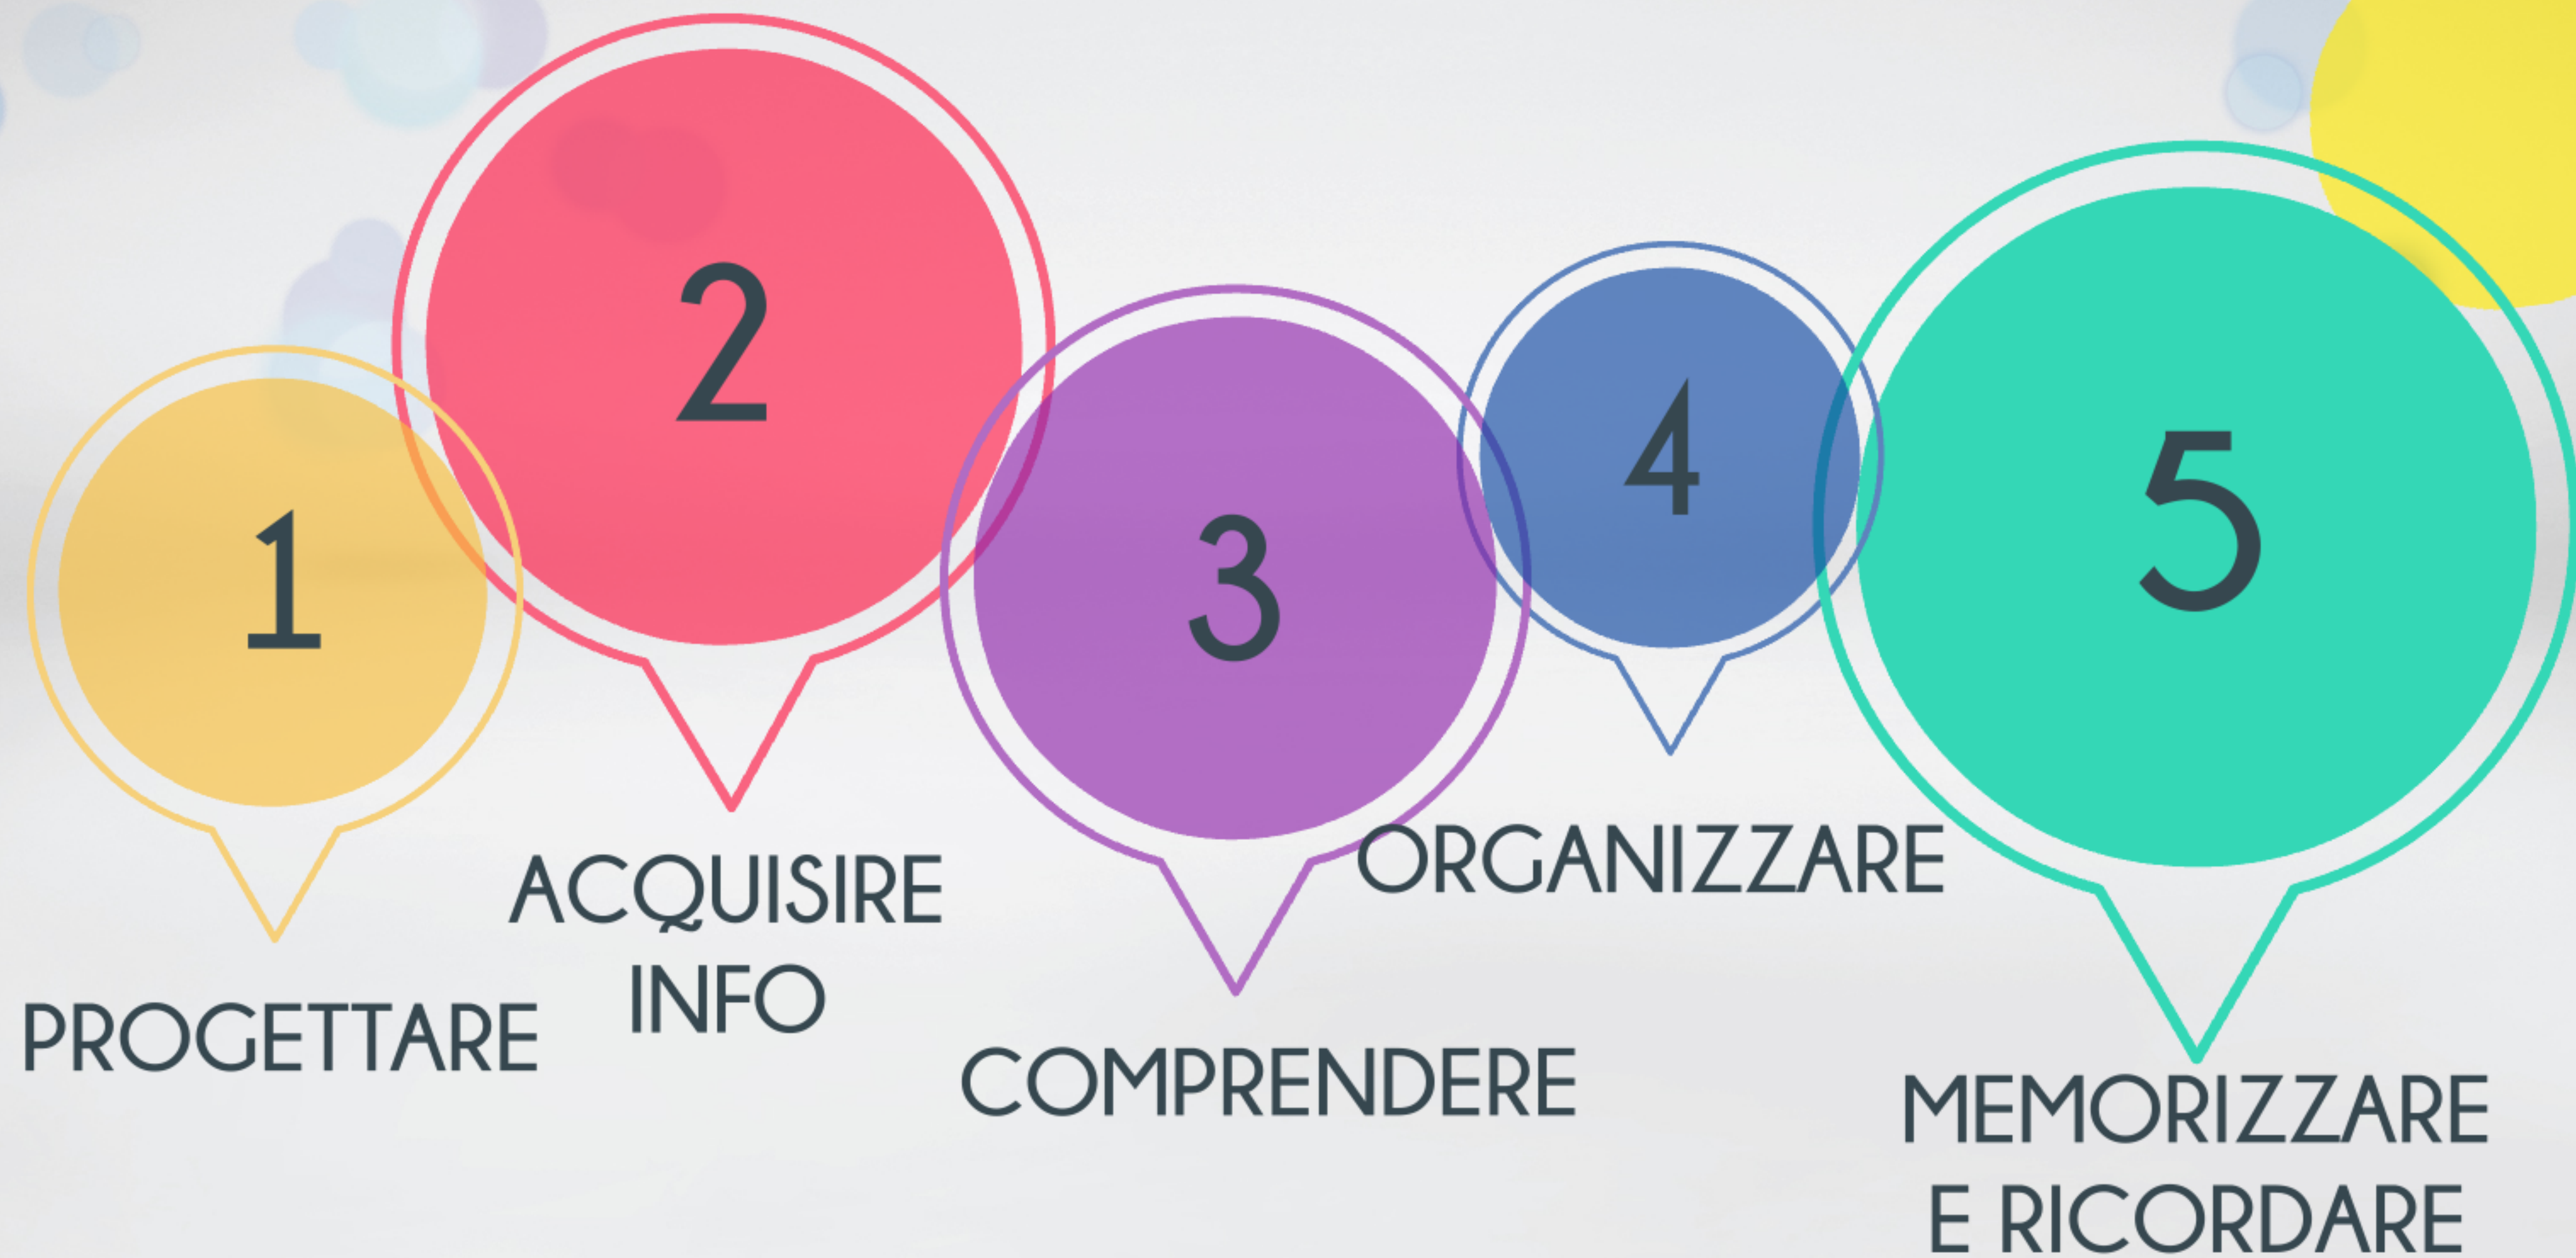 1
PROGETTARE
2
ACQUISIRE
INFO
3
COMPRENDERE
4
ORGANIZZARE
5
MEMORIZZARE
E RICORDARE